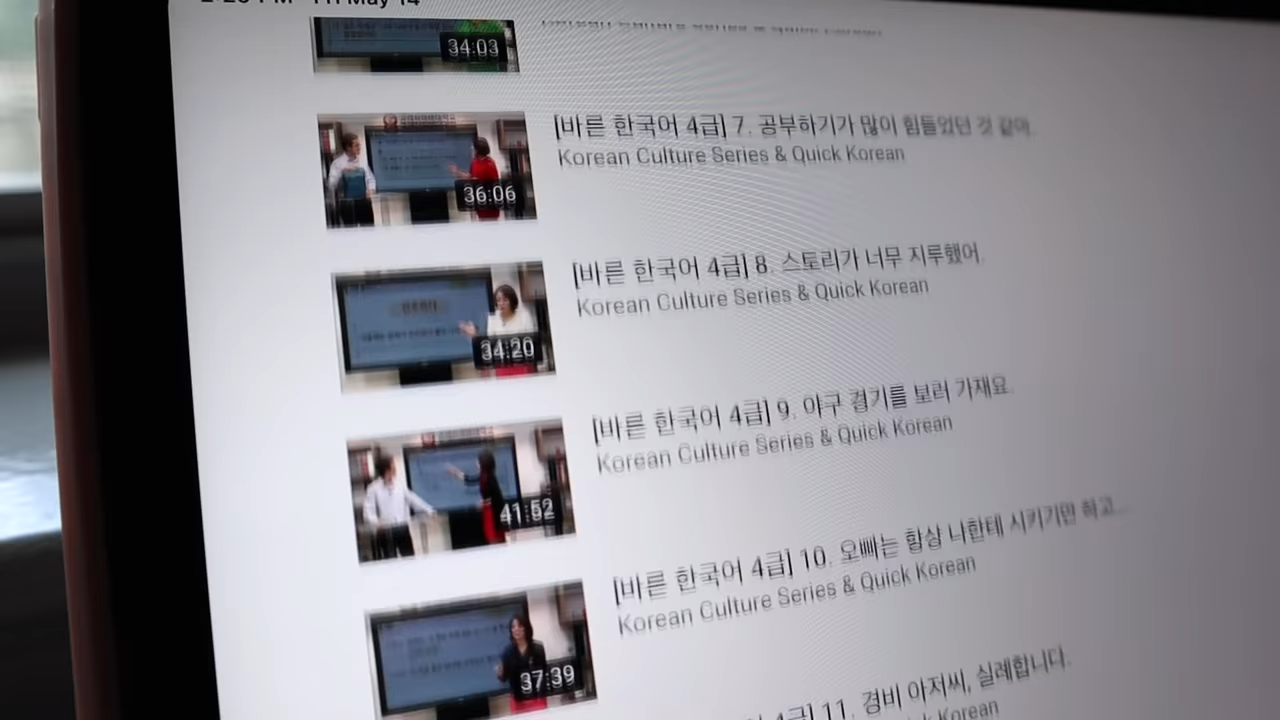 Fri May 14
34:03
[바른 한국어 4급] 7. 공부하기가 많이 힘들었던 것 같아.
Korean Culture Series & Quick Korean
36:06
[바른 한국어 4급] 8. 스토리가 너무 지루했어.
Korean Culture Series & Quick Korean
34:20
[바른 한국어 4급] 9. 야구 경기를 보러 가재요.
Korean Culture Series & Quick Korean
41:52
[바른 한국어 4급] 10. 오빠는 항상 나한테 시키기만 하고...
Korean Culture Series & Quick Korean
37:39
4급] 11. 경비 아저씨, 실례합니다.
Quick Korean